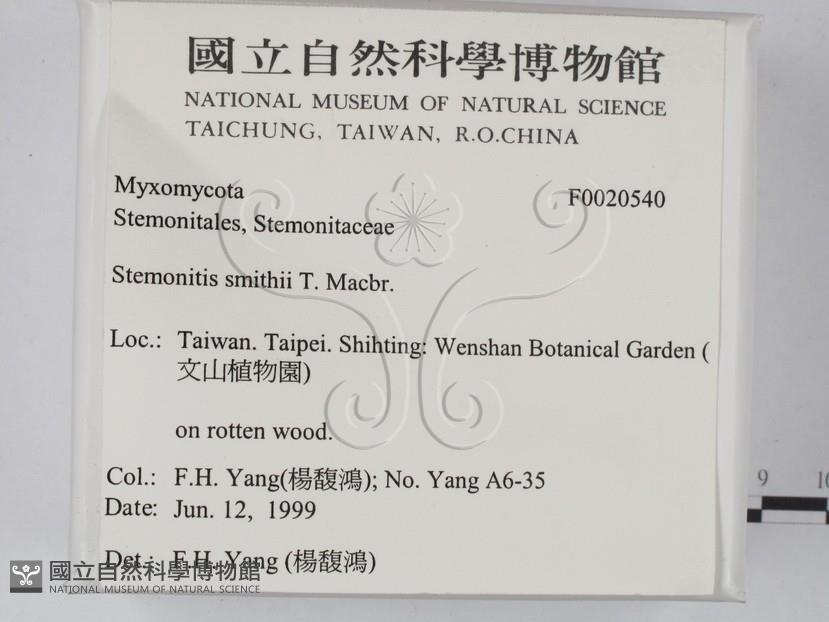 國立自然科學博物館
NATIONAL MUSEUM OF NATURAL SCIENCE
TAICHUNG, TAIWAN, R.O.CHINA
Myxomycota F0020540
Stemonitales, Stemonitaceae
Stemonitis smithii T. Macbr.
Loc.: Taiwan. Taipei. Shihting: Wenshan Botanical Garden (
文山植物園)
on rotten wood.
Col.: F.H. Yang(楊馥鴻); No. Yang A6-35
Date: Jun. 12, 1999
Det.: F.H. Yang (楊馥鴻)
國立自然科學博物館
NATIONAL MUSEUM OF NATURAL SCIENCE
9 10